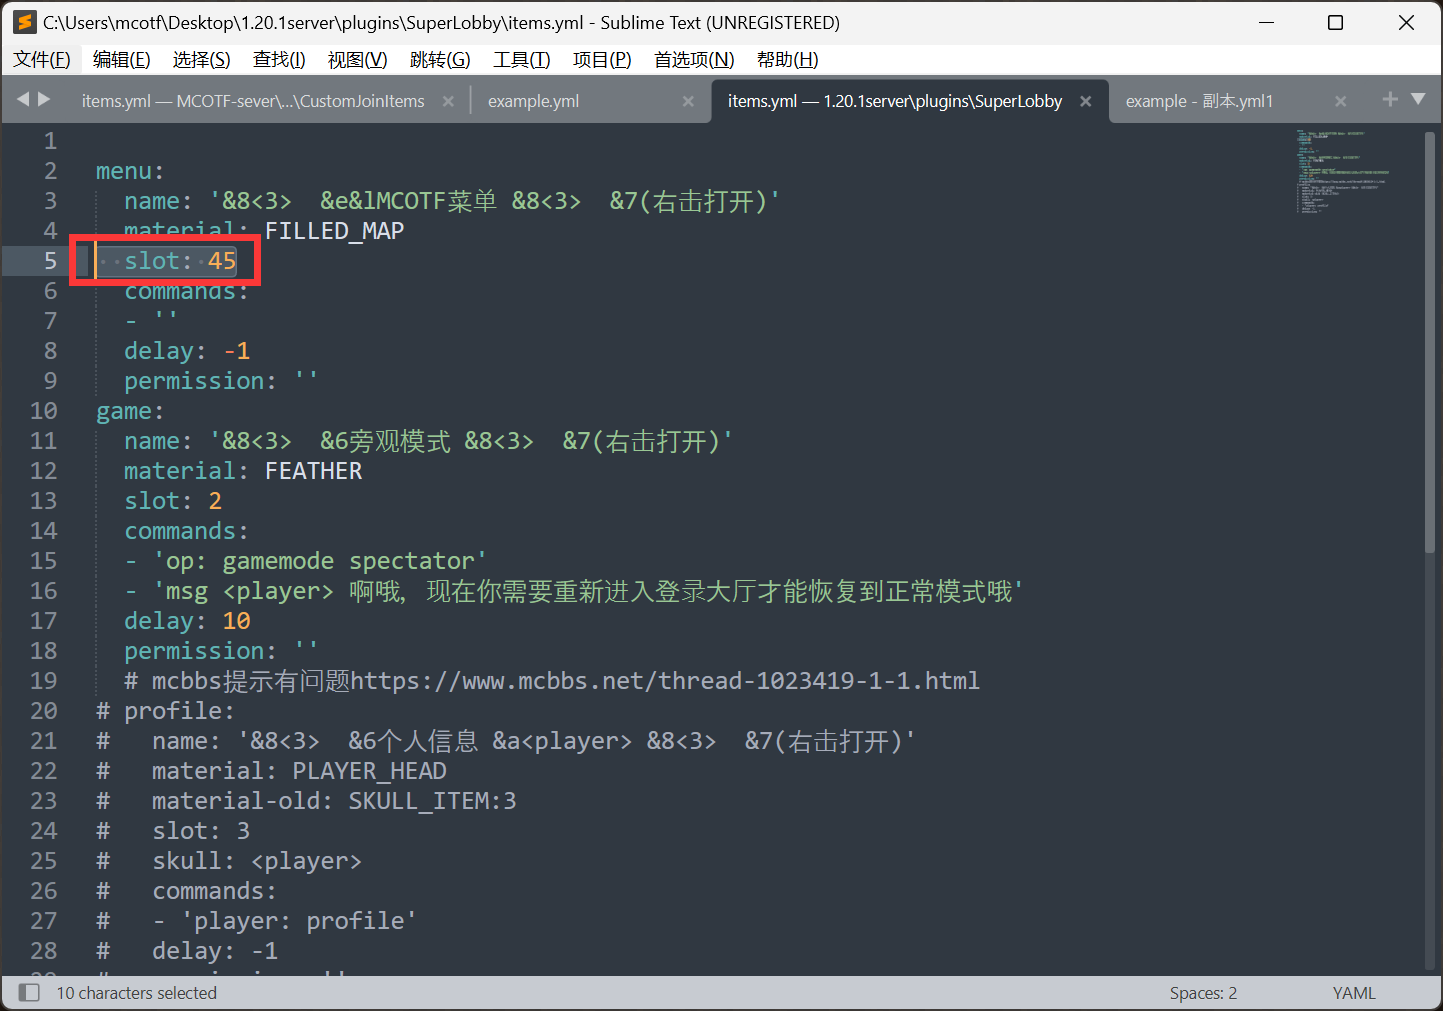 C:\Users\mcotf\Desktop\1.20.1server\plugins\SuperLobby\items.yml - Sublime Text (UNREGISTERED)
文件(F) 编辑(E) 选择(S) 查找(I) 视图(V) 跳转(G) 工具(T) 项目(P) 首选项(N) 帮助(H)
items.yml — MCOTF-sever\...\CustomJoinItems × example.yml × items.yml — 1.20.1server\plugins\SuperLobby × example - 副本.yml1 ×
1
2 menu:
3   name: '&8<3>  &e&lMCOTF菜单 &8<3>  &7(右击打开)'
4   material: FILLED_MAP
5   slot: 45
6   commands:
7   - ''
8   delay: -1
9   permission: ''
10 game:
11   name: '&8<3>  &6旁观模式 &8<3>  &7(右击打开)'
12   material: FEATHER
13   slot: 2
14   commands:
15   - 'op: gamemode spectator'
16   - 'msg <player> 啊哦，现在你需要重新进入登录大厅才能恢复到正常模式哦'
17   delay: 10
18   permission: ''
19   # mcbbs提示有问题https://www.mcbbs.net/thread-1023419-1-1.html
20 # profile:
21 #   name: '&8<3>  &6个人信息 &a<player> &8<3>  &7(右击打开)'
22 #   material: PLAYER_HEAD
23 #   material-old: SKULL_ITEM:3
24 #   slot: 3
25 #   skull: <player>
26 #   commands:
27 #   - 'player: profile'
28 #   delay: -1
10 characters selected
Spaces: 2
YAML